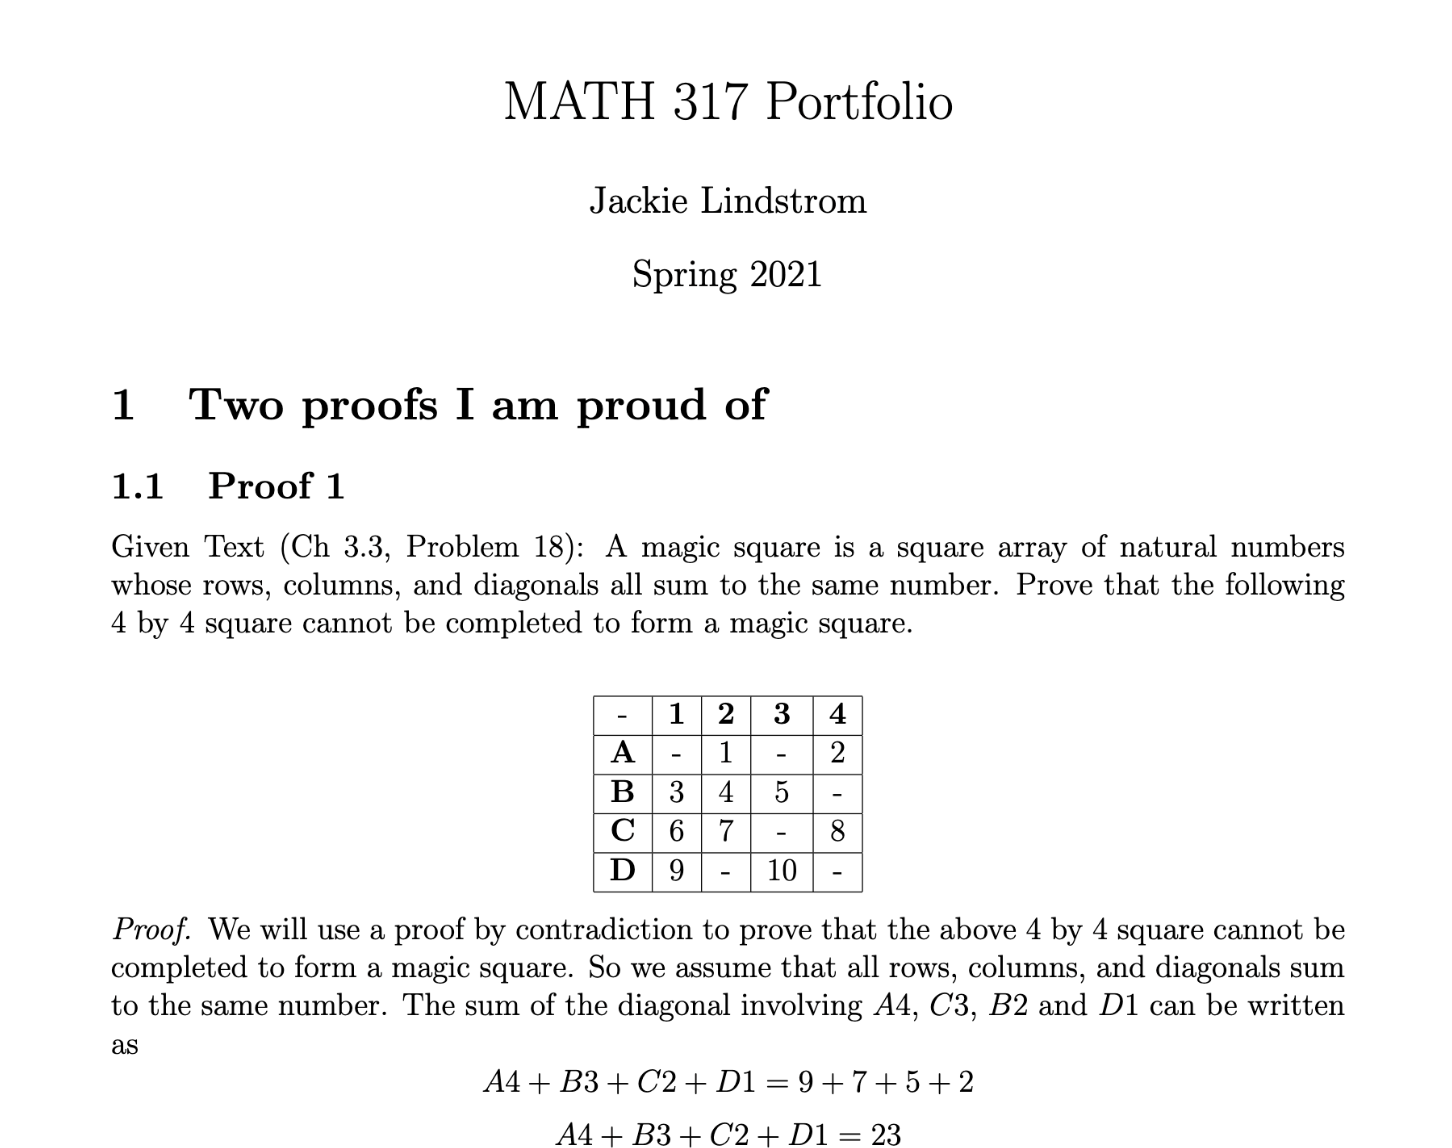 MATH 317 Portfolio
Jackie Lindstrom
Spring 2021
1 Two proofs I am proud of
1.1 Proof 1
Given Text (Ch 3.3, Problem 18): A magic square is a square array of natural numbers
whose rows, columns, and diagonals all sum to the same number. Prove that the following
4 by 4 square cannot be completed to form a magic square.
- 1 2 3 4
A - 1 - 2
B 3 4 5 -
C 6 7 - 8
D 9 - 10 -
Proof. We will use a proof by contradiction to prove that the above 4 by 4 square cannot be
completed to form a magic square. So we assume that all rows, columns, and diagonals sum
to the same number. The sum of the diagonal involving A4, C3, B2 and D1 can be written
as
A4 + B3 + C2 + D1 = 9 + 7 + 5 + 2
A4 + B3 + C2 + D1 = 23